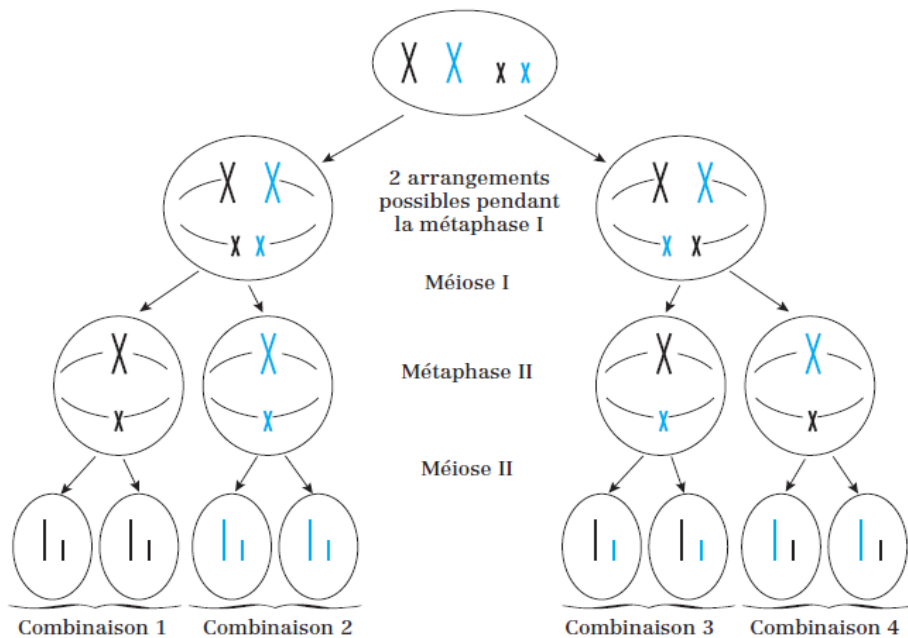 2 arrangements
possibles pendant
la métaphase I
Méiose I
Métaphase II
Méiose II
Combinaison 1
Combinaison 2
Combinaison 3
Combinaison 4